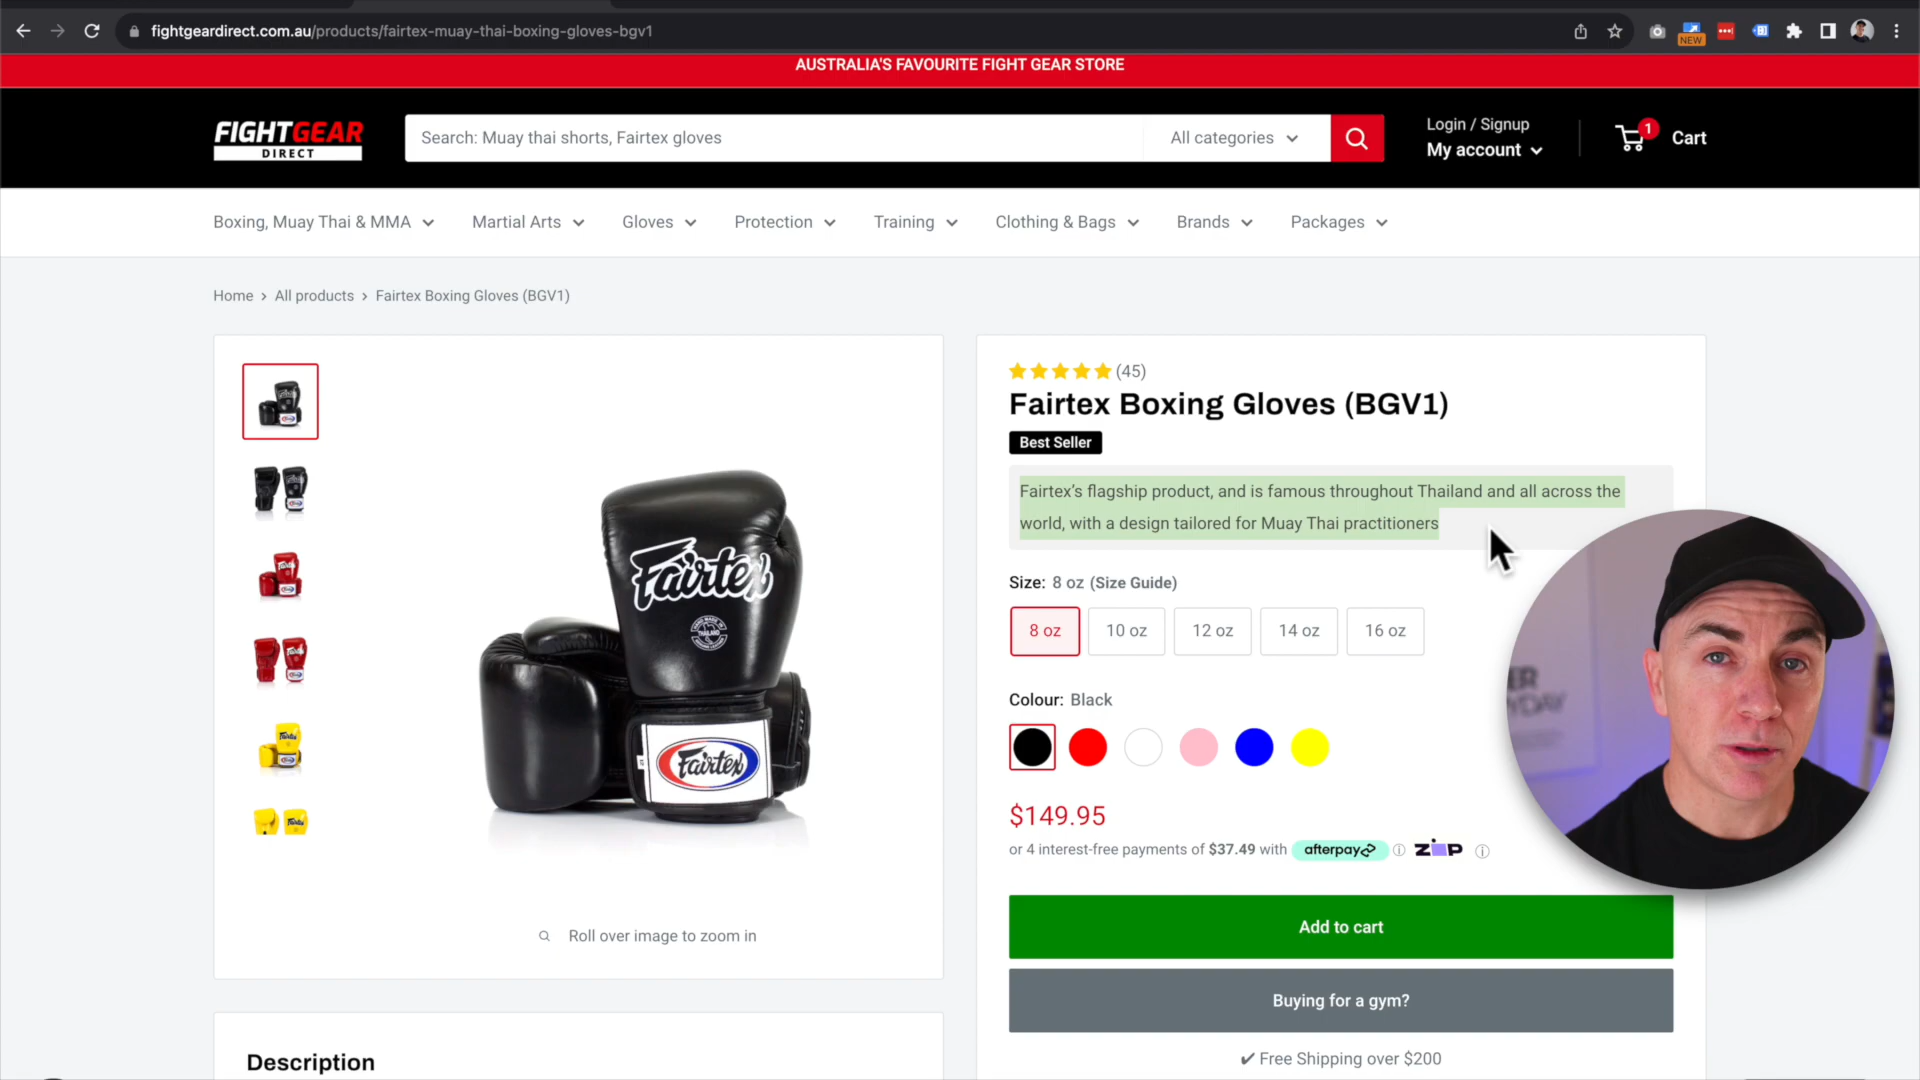 fightgeardirect.com.au/products/fairtex-muay-thai-boxing-gloves-bgv1
NEW
AUSTRALIA'S FAVOURITE FIGHT GEAR STORE
FIGHTGEAR
DIRECT
Search: Muay thai shorts, Fairtex gloves
All categories
Login / Signup
My account
1
Cart
Boxing, Muay Thai & MMA
Martial Arts
Gloves
Protection
Training
Clothing & Bags
Brands
Packages
Home > All products > Fairtex Boxing Gloves (BGV1)
(45)
Fairtex Boxing Gloves (BGV1)
Best Seller
Fairtex's flagship product, and is famous throughout Thailand and all across the
world, with a design tailored for Muay Thai practitioners
Size: 8 oz (Size Guide)
8 oz
10 oz
12 oz
14 oz
16 oz
Colour: Black
$149.95
or 4 interest-free payments of $37.49 with afterpay ⓘ zip ⓘ
Add to cart
Buying for a gym?
✔ Free Shipping over $200
Fairtex
THAILAND
Fairtex
Roll over image to zoom in
Description